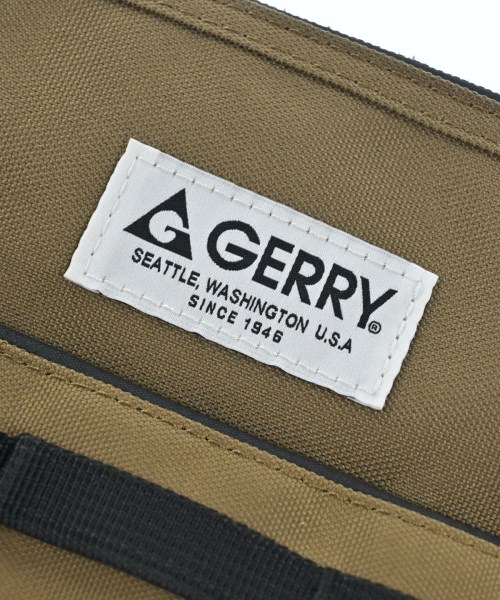 G GERRY®
SEATTLE, WASHINGTON U.S.A
SINCE 1946